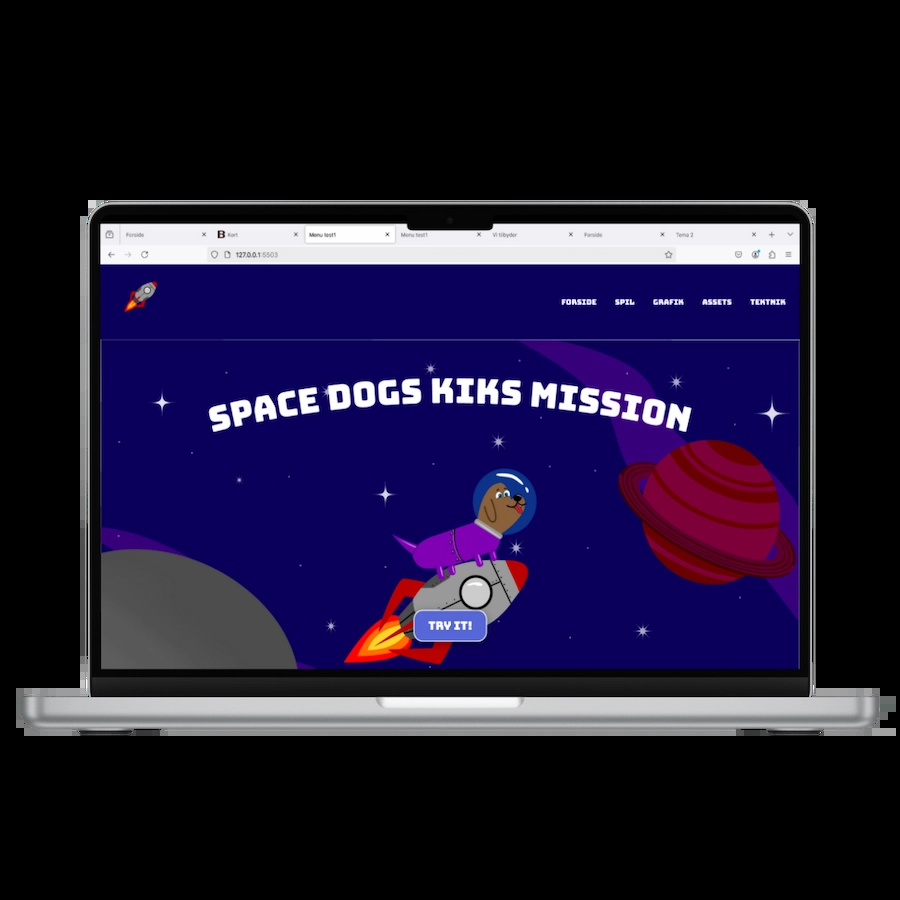 Forside
B Kort
Menu test1
Menu test1
Vi tilbyder
Forside
Tema 2
127.0.0.1:5503
FORSIDE SPIL GRAFIK ASSETS TEKTNIK
SPACE DOGS KIKS MISSION
TRY IT!